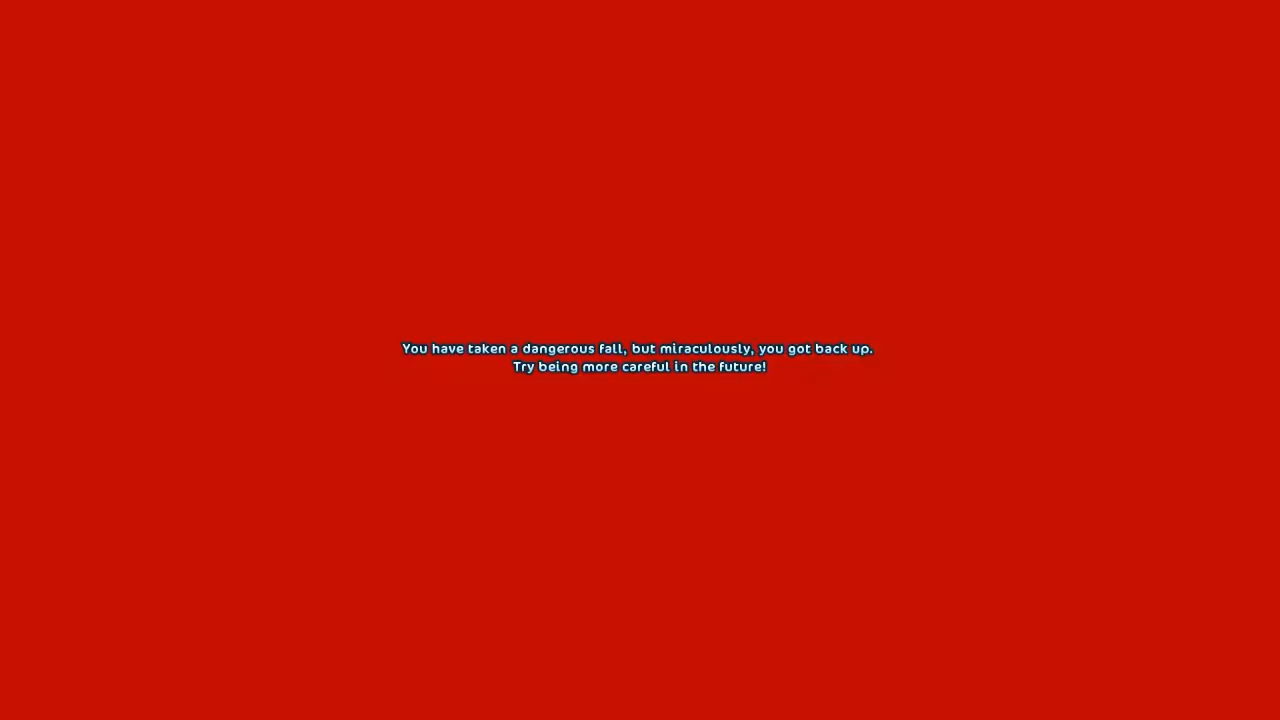 You have taken a dangerous fall, but miraculously, you got back up.
Try being more careful in the future!